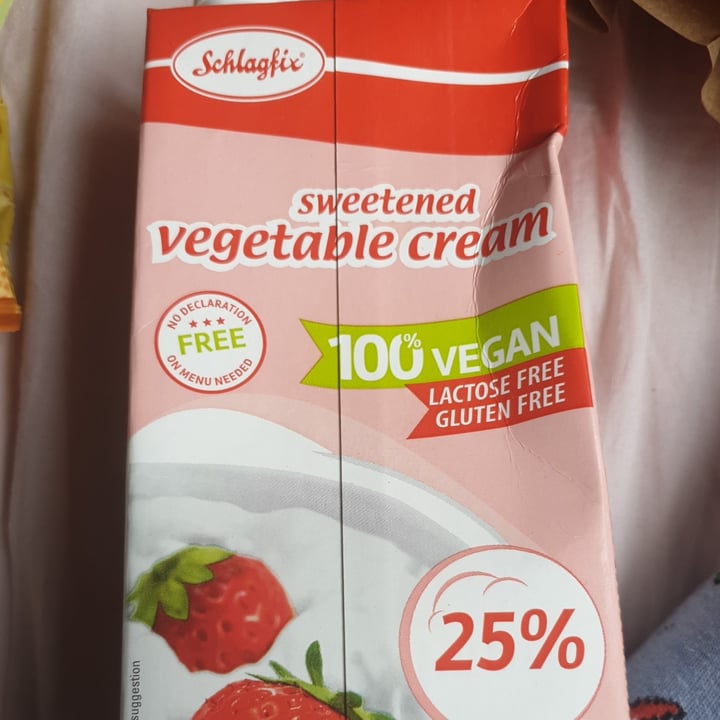 Schlagfix®
sweetened
vegetable cream
NO DECLARATION
FREE
ON MENU NEEDED
100% VEGAN
LACTOSE FREE
GLUTEN FREE
25%
suggestion